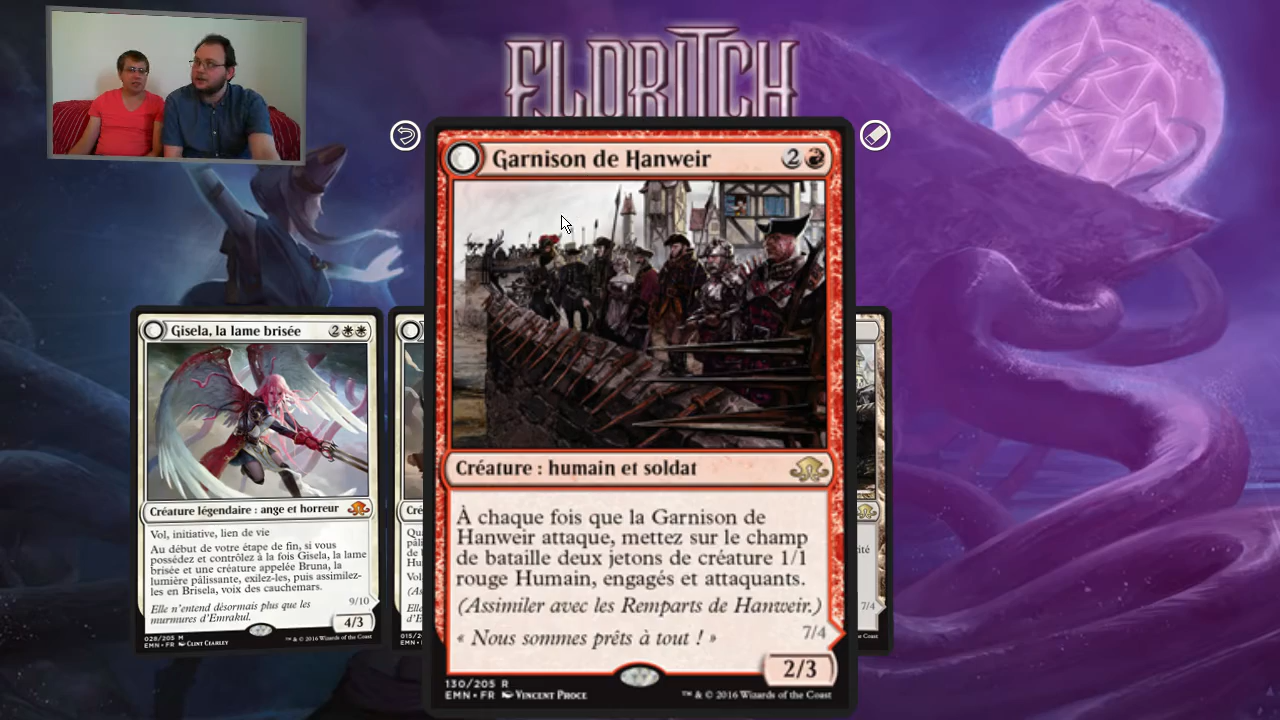 ELDRITCH
Garnison de Hanweir 2
Créature : humain et soldat
À chaque fois que la Garnison de
Hanweir attaque, mettez sur le champ
de bataille deux jetons de créature 1/1
rouge Humain, engagés et attaquants.
(Assimiler avec les Remparts de Hanweir.)
« Nous sommes prêts à tout ! »
7/4
2/3
130/205 R
EMN • FR VINCENT PROCE
™ & © 2016 Wizards of the Coast
Gisela, la lame brisée 2
Créature légendaire : ange et horreur
Vol, initiative, lien de vie
Au début de votre étape de fin, si vous
possédez et contrôlez à la fois Gisela, la lame
brisée et une créature appelée Bruna, la
lumière pâlissante, exilez-les, puis assimilez-
les en Brisela, voix des cauchemars.
Elle n'entend désormais plus que les
murmures d'Emrakul.
9/10
4/3
028/205 M
EMN • FR CLINT CEARLEY
™ & © 2016 Wizards of the Coast
7/4